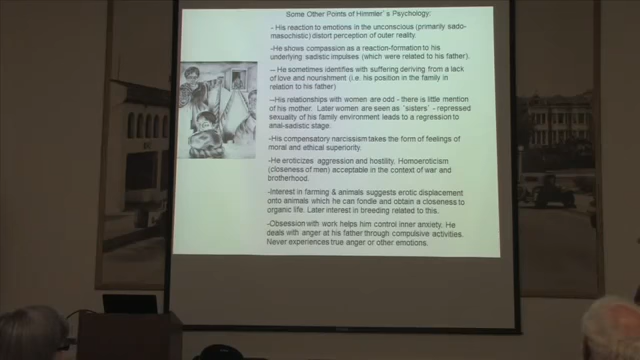 Some Other Points of Himmler's Psychology:
- His reaction to emotions in the unconscious (primarily sado-
masochistic) distort perception of outer reality.
-He shows compassion as a reaction-formation to his
underlying sadistic impulses (which were related to his father).
-- He sometimes identifies with suffering deriving from a lack
of love and nourishment (i.e. his position in the family in
relation to his father)
--His relationships with women are odd - there is little mention
of his mother. Later women are seen as "sisters" - repressed
sexuality of his family environment leads to a regression to
anal-sadistic stage.
-His compensatory narcissism takes the form of feelings of
moral and ethical superiority.
-He eroticizes aggression and hostility, Homoeroticism
(closeness of men) acceptable in the context of war and
brotherhood.
-Interest in farming & animals suggests erotic displacement
onto animals which he can fondle and obtain a closeness to
organic life. Later interest in breeding related to this.
-Obsession with work helps him control inner anxiety. He
deals with anger at his father through compulsive activities.
Never experiences true anger or other emotions.